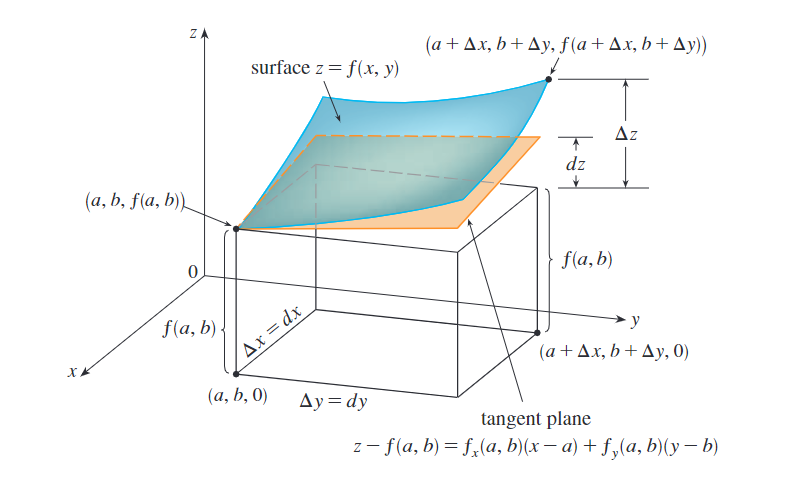 z
(a + Δx, b + Δy, f(a + Δx, b + Δy))
surface z = f(x, y)
Δz
dz
(a, b, f(a, b))
f(a, b)
0
f(a, b)
Δx = dx
y
(a + Δx, b + Δy, 0)
x
(a, b, 0)
Δy = dy
tangent plane
z − f(a, b) = fₓ(a, b)(x − a) + f_y(a, b)(y − b)